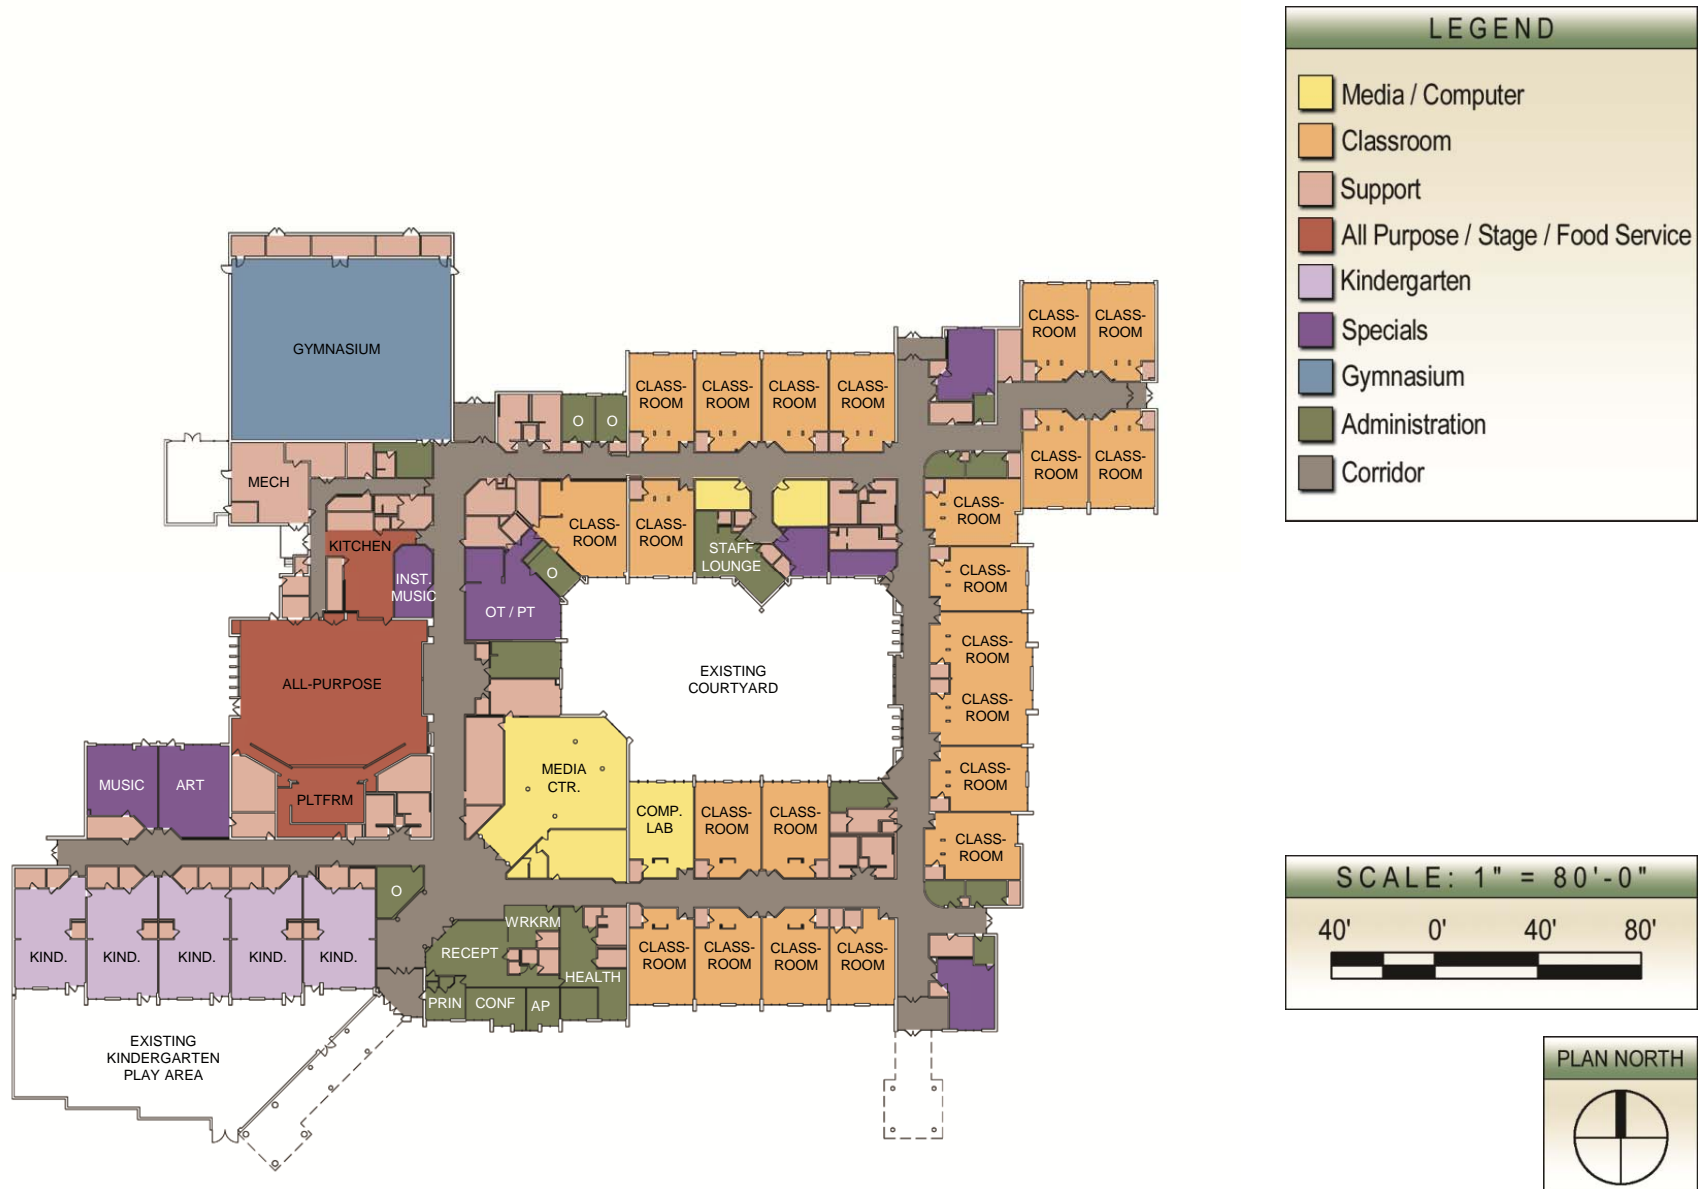 LEGEND
Media / Computer
Classroom
Support
All Purpose / Stage / Food Service
Kindergarten
Specials
Gymnasium
Administration
Corridor
GYMNASIUM
CLASS-
ROOM
CLASS-
ROOM
CLASS-
ROOM
CLASS-
ROOM
CLASS-
ROOM
CLASS-
ROOM
O
O
CLASS-
ROOM
CLASS-
ROOM
MECH
KITCHEN
INST.
MUSIC
CLASS-
ROOM
CLASS-
ROOM
STAFF
LOUNGE
O
OT / PT
CLASS-
ROOM
CLASS-
ROOM
CLASS-
ROOM
CLASS-
ROOM
CLASS-
ROOM
CLASS-
ROOM
ALL-PURPOSE
EXISTING
COURTYARD
MUSIC
ART
PLTFRM
MEDIA
CTR.
COMP.
LAB
CLASS-
ROOM
CLASS-
ROOM
O
KIND.
KIND.
KIND.
KIND.
KIND.
WRKRM
RECEPT
HEALTH
PRIN
CONF
AP
CLASS-
ROOM
CLASS-
ROOM
CLASS-
ROOM
CLASS-
ROOM
EXISTING
KINDERGARTEN
PLAY AREA
SCALE: 1" = 80'-0"
40' 0' 40' 80'
PLAN NORTH